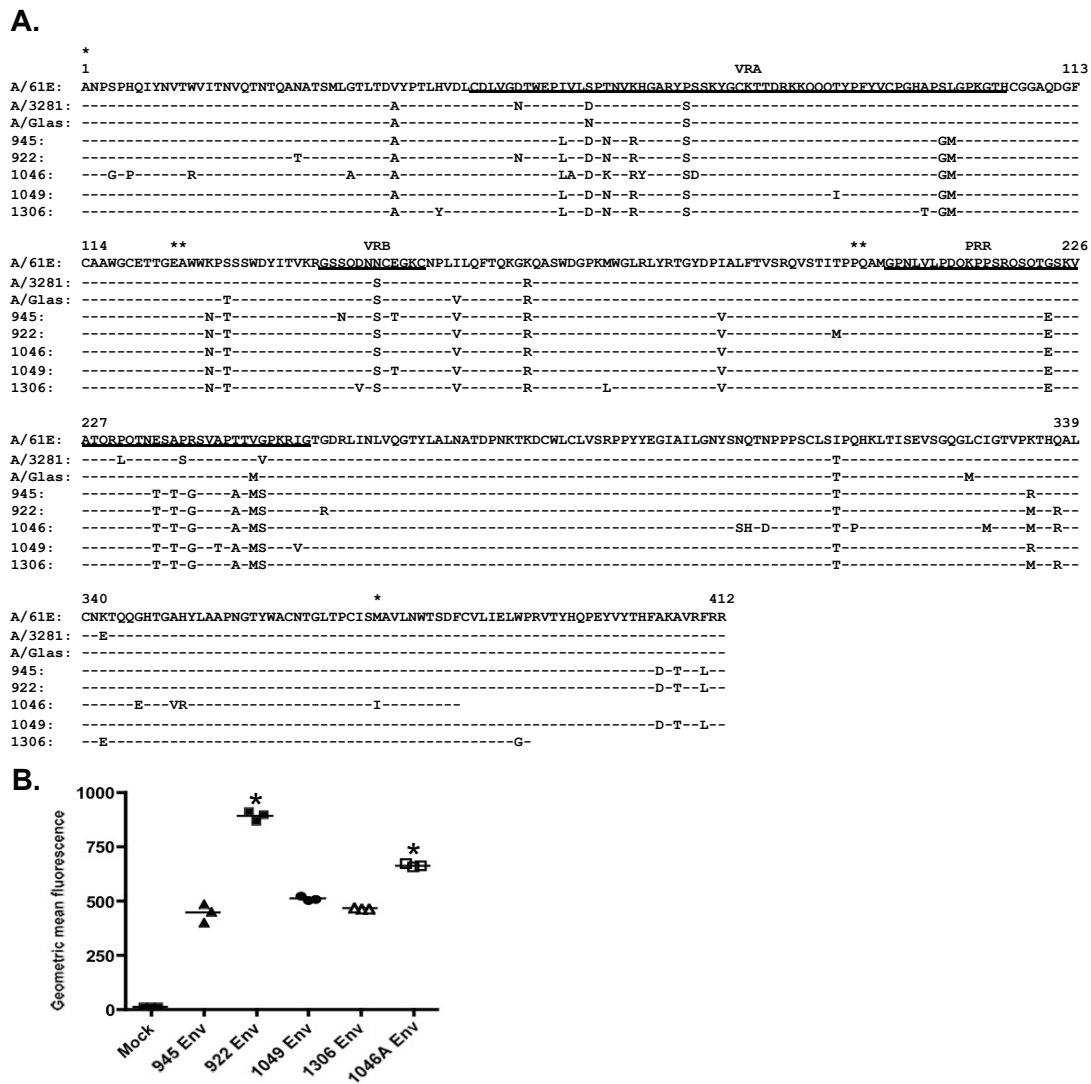 A.
*
1 VRA 113
A/61E: ANPSPHQIYNVTWVITNVQTNTQANATSMLGTLTDVYPTLHVDLCDLVGDTWEPIVLSPTNVKHGARYPSSKYGCKTTDRKKQQQTYPFYVCPGHAPSLGPKGTHCGGAQDGF
A/3281: -----------------------------------A-------------N-------D----------S--------------------------------------------
A/Glas: -----------------------------------A---------------------N----------S--------------------------------------------
945: -----------------------------------A------------------L--D-N--R-----S----------------------------GM--------------
922: ------------------------T----------A-------------N----L--D-N--R-----S----------------------------GM--------------
1046: ---G-P------R-----------------A----A------------------LA-D-K--RY----SD---------------------------GM--------------
1049: -----------------------------------A------------------L--D-N--R-----S----------------I-----------GM--------------
1306: -----------------------------------A----Y-------------L--D-N--R-----S--------------------------T-GM--------------
114 ** VRB ** PRR 226
A/61E: CAAWGCETTGEAWWKPSSSWDYITVKRGSSQDNNCEGKCNPLILQFTQKGKQASWDGPKMWGLRLYRTGYDPIALFTVSRQVSTITPPQAMGPNLVLPDQKPPSRQSQTGSKV
A/3281: ---------------------------------S----------------R--------------------------------------------------------------
A/Glas: ----------------T----------------S--------V-------R--------------------------------------------------------------
945: --------------N-T------------N---S-E------V-------R---------------------V------------------------------------E---
922: --------------N-T----------------S--------V-------R---------------------V------------M-----------------------E---
1046: --------------N-T----------------S--------V-------R---------------------V------------------------------------E---
1049: --------------N-T----------------S-E------V-------R---------------------V------------------------------------E---
1306: --------------N-T--------------V-S--------V-------R--------L------------V------------------------------------E---
227 339
A/61E: ATQRPQTNESAPRSVAPTTVGPKRIGTGDRLINLVQGTYLALNATDPNKTKDCWLCLVSRPPYYEGIAILGNYSNQTNPPPSCLSIPQHKLTISEVSGQGLCIGTVPKTHQAL
A/3281: ----L------S--------V----------------------------------------------------------------T---------------------------
A/Glas: -------------------M-----------------------------------------------------------------T--------------M------------
945: --------T-T-G----A-MS----------------------------------------------------------------T---------------------R-----
922: --------T-T-G----A-MS------R---------------------------------------------------------T---------------------M--R--
1046: --------T-T-G----A-MS-----------------------------------------------------SH-D-------T-P--------------I----M--R--
1049: --------T-T-G--T-A-MS---V------------------------------------------------------------T---------------------R-----
1306: --------T-T-G----A-MS----------------------------------------------------------------T---------------------M--R--
340 * 412
A/61E: CNKTQQGHTGAHYLAAPNGTYWACNTGLTPCISMAVLNWTSDFCVLIELWPRVTYHQPEYVYTHFAKAVRFRR
A/3281: --E----------------------------------------------------------------------
A/Glas: -------------------------------------------------------------------------
945: -----------------------------------------------------------------D-T--L--
922: -----------------------------------------------------------------D-T--L--
1046: ------E---VR---------------------I---------
1049: -----------------------------------------------------------------D-T--L--
1306: --E----------------------------------------------G-
B.
Geometric mean fluorescence
1000
750
500
250
0
*
*
Mock
945 Env
922 Env
1049 Env
1306 Env
1046A Env